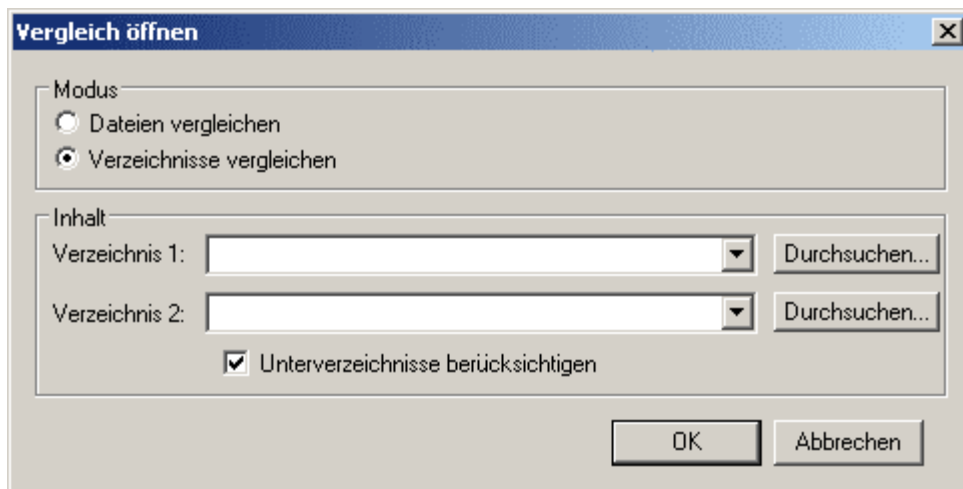 Vergleich öffnen
Modus
Dateien vergleichen
Verzeichnisse vergleichen
Inhalt
Verzeichnis 1:
Durchsuchen...
Verzeichnis 2:
Durchsuchen...
Unterverzeichnisse berücksichtigen
OK
Abbrechen